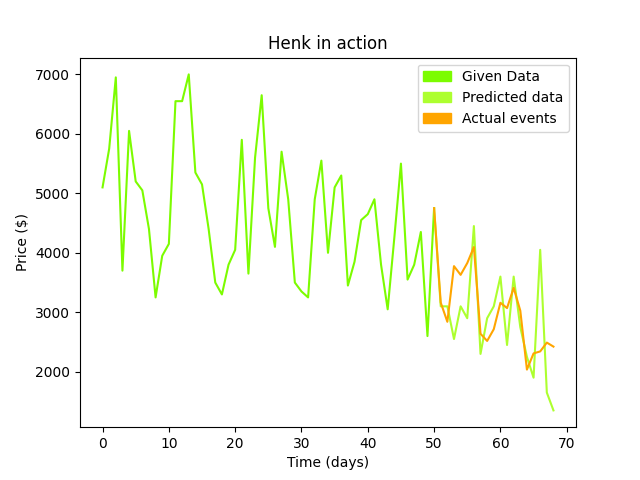 Henk in action
Given Data
Predicted data
Actual events
7000
6000
5000
4000
3000
2000
Price ($)
0 10 20 30 40 50 60 70
Time (days)